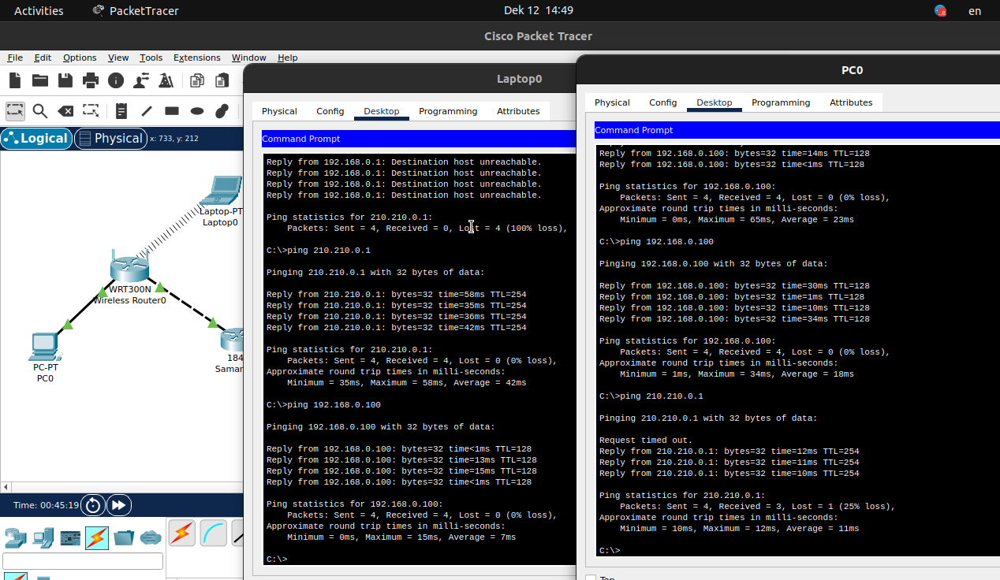 Activities
PacketTracer
Dek 12 14:49
en
Cisco Packet Tracer
File Edit Options View Tools Extensions Window Help
Logical
Physical
x: 733, y: 212
Laptop-PT
Laptop0
WRT300N
Wireless Router0
PC-PT
PC0
184
Samar
Time: 00:45:19
Laptop0
Physical Config Desktop Programming Attributes
Command Prompt
Reply from 192.168.0.1: Destination host unreachable.
Reply from 192.168.0.1: Destination host unreachable.
Reply from 192.168.0.1: Destination host unreachable.
Reply from 192.168.0.1: Destination host unreachable.
Ping statistics for 210.210.0.1:
Packets: Sent = 4, Received = 0, Lost = 4 (100% loss),
C:\>ping 210.210.0.1
Pinging 210.210.0.1 with 32 bytes of data:
Reply from 210.210.0.1: bytes=32 time=58ms TTL=254
Reply from 210.210.0.1: bytes=32 time=35ms TTL=254
Reply from 210.210.0.1: bytes=32 time=36ms TTL=254
Reply from 210.210.0.1: bytes=32 time=42ms TTL=254
Ping statistics for 210.210.0.1:
Packets: Sent = 4, Received = 4, Lost = 0 (0% loss),
Approximate round trip times in milli-seconds:
Minimum = 35ms, Maximum = 58ms, Average = 42ms
C:\>ping 192.168.0.100
Pinging 192.168.0.100 with 32 bytes of data:
Reply from 192.168.0.100: bytes=32 time<1ms TTL=128
Reply from 192.168.0.100: bytes=32 time=13ms TTL=128
Reply from 192.168.0.100: bytes=32 time=15ms TTL=128
Reply from 192.168.0.100: bytes=32 time<1ms TTL=128
Ping statistics for 192.168.0.100:
Packets: Sent = 4, Received = 4, Lost = 0 (0% loss),
Approximate round trip times in milli-seconds:
Minimum = 0ms, Maximum = 15ms, Average = 7ms
C:\>
PC0
Physical Config Desktop Programming Attributes
Command Prompt
Reply from 192.168.0.100: bytes=32 time=14ms TTL=128
Reply from 192.168.0.100: bytes=32 time<1ms TTL=128
Ping statistics for 192.168.0.100:
Packets: Sent = 4, Received = 4, Lost = 0 (0% loss),
Approximate round trip times in milli-seconds:
Minimum = 0ms, Maximum = 65ms, Average = 23ms
C:\>ping 192.168.0.100
Pinging 192.168.0.100 with 32 bytes of data:
Reply from 192.168.0.100: bytes=32 time=30ms TTL=128
Reply from 192.168.0.100: bytes=32 time=1ms TTL=128
Reply from 192.168.0.100: bytes=32 time=10ms TTL=128
Reply from 192.168.0.100: bytes=32 time=34ms TTL=128
Ping statistics for 192.168.0.100:
Packets: Sent = 4, Received = 4, Lost = 0 (0% loss),
Approximate round trip times in milli-seconds:
Minimum = 1ms, Maximum = 34ms, Average = 18ms
C:\>ping 210.210.0.1
Pinging 210.210.0.1 with 32 bytes of data:
Request timed out.
Reply from 210.210.0.1: bytes=32 time=12ms TTL=254
Reply from 210.210.0.1: bytes=32 time=11ms TTL=254
Reply from 210.210.0.1: bytes=32 time=10ms TTL=254
Ping statistics for 210.210.0.1:
Packets: Sent = 4, Received = 3, Lost = 1 (25% loss),
Approximate round trip times in milli-seconds:
Minimum = 10ms, Maximum = 12ms, Average = 11ms
C:\>